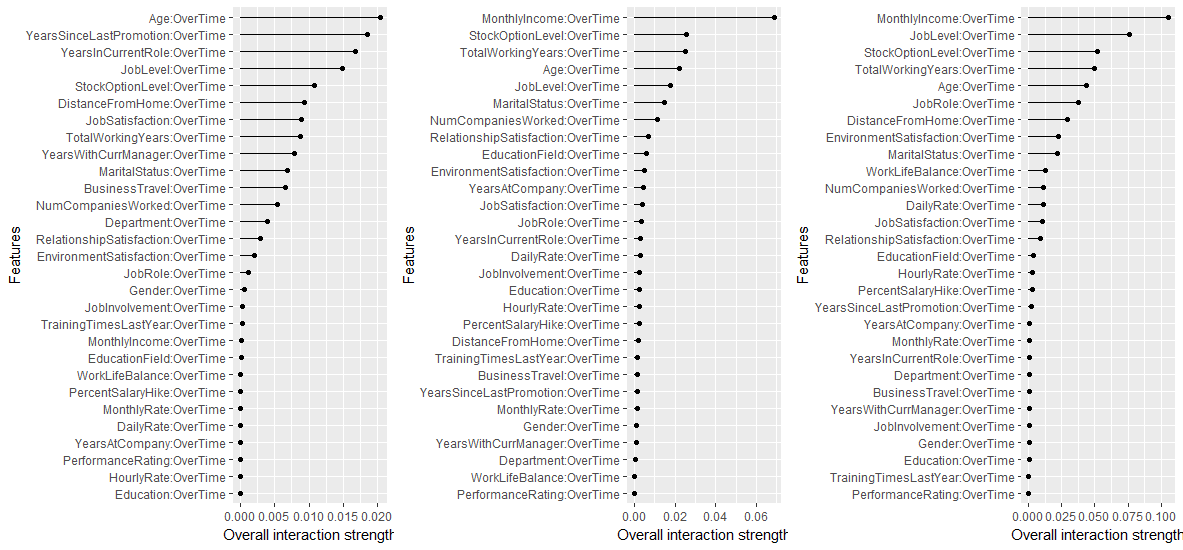 Features
Age:OverTime
YearsSinceLastPromotion:OverTime
YearsInCurrentRole:OverTime
JobLevel:OverTime
StockOptionLevel:OverTime
DistanceFromHome:OverTime
JobSatisfaction:OverTime
TotalWorkingYears:OverTime
YearsWithCurrManager:OverTime
MaritalStatus:OverTime
BusinessTravel:OverTime
NumCompaniesWorked:OverTime
Department:OverTime
RelationshipSatisfaction:OverTime
EnvironmentSatisfaction:OverTime
JobRole:OverTime
Gender:OverTime
JobInvolvement:OverTime
TrainingTimesLastYear:OverTime
MonthlyIncome:OverTime
EducationField:OverTime
WorkLifeBalance:OverTime
PercentSalaryHike:OverTime
MonthlyRate:OverTime
DailyRate:OverTime
YearsAtCompany:OverTime
PerformanceRating:OverTime
HourlyRate:OverTime
Education:OverTime
0.000 0.005 0.010 0.015 0.020
Overall interaction strength
Features
MonthlyIncome:OverTime
StockOptionLevel:OverTime
TotalWorkingYears:OverTime
Age:OverTime
JobLevel:OverTime
MaritalStatus:OverTime
NumCompaniesWorked:OverTime
RelationshipSatisfaction:OverTime
EducationField:OverTime
EnvironmentSatisfaction:OverTime
YearsAtCompany:OverTime
JobSatisfaction:OverTime
JobRole:OverTime
YearsInCurrentRole:OverTime
DailyRate:OverTime
JobInvolvement:OverTime
Education:OverTime
HourlyRate:OverTime
PercentSalaryHike:OverTime
DistanceFromHome:OverTime
TrainingTimesLastYear:OverTime
BusinessTravel:OverTime
YearsSinceLastPromotion:OverTime
MonthlyRate:OverTime
Gender:OverTime
YearsWithCurrManager:OverTime
Department:OverTime
WorkLifeBalance:OverTime
PerformanceRating:OverTime
0.00 0.02 0.04 0.06
Overall interaction strength
Features
MonthlyIncome:OverTime
JobLevel:OverTime
StockOptionLevel:OverTime
TotalWorkingYears:OverTime
Age:OverTime
JobRole:OverTime
DistanceFromHome:OverTime
EnvironmentSatisfaction:OverTime
MaritalStatus:OverTime
WorkLifeBalance:OverTime
NumCompaniesWorked:OverTime
DailyRate:OverTime
JobSatisfaction:OverTime
RelationshipSatisfaction:OverTime
EducationField:OverTime
HourlyRate:OverTime
PercentSalaryHike:OverTime
YearsSinceLastPromotion:OverTime
YearsAtCompany:OverTime
MonthlyRate:OverTime
YearsInCurrentRole:OverTime
Department:OverTime
BusinessTravel:OverTime
YearsWithCurrManager:OverTime
JobInvolvement:OverTime
Gender:OverTime
Education:OverTime
TrainingTimesLastYear:OverTime
PerformanceRating:OverTime
0.000 0.025 0.050 0.075 0.100
Overall interaction strength